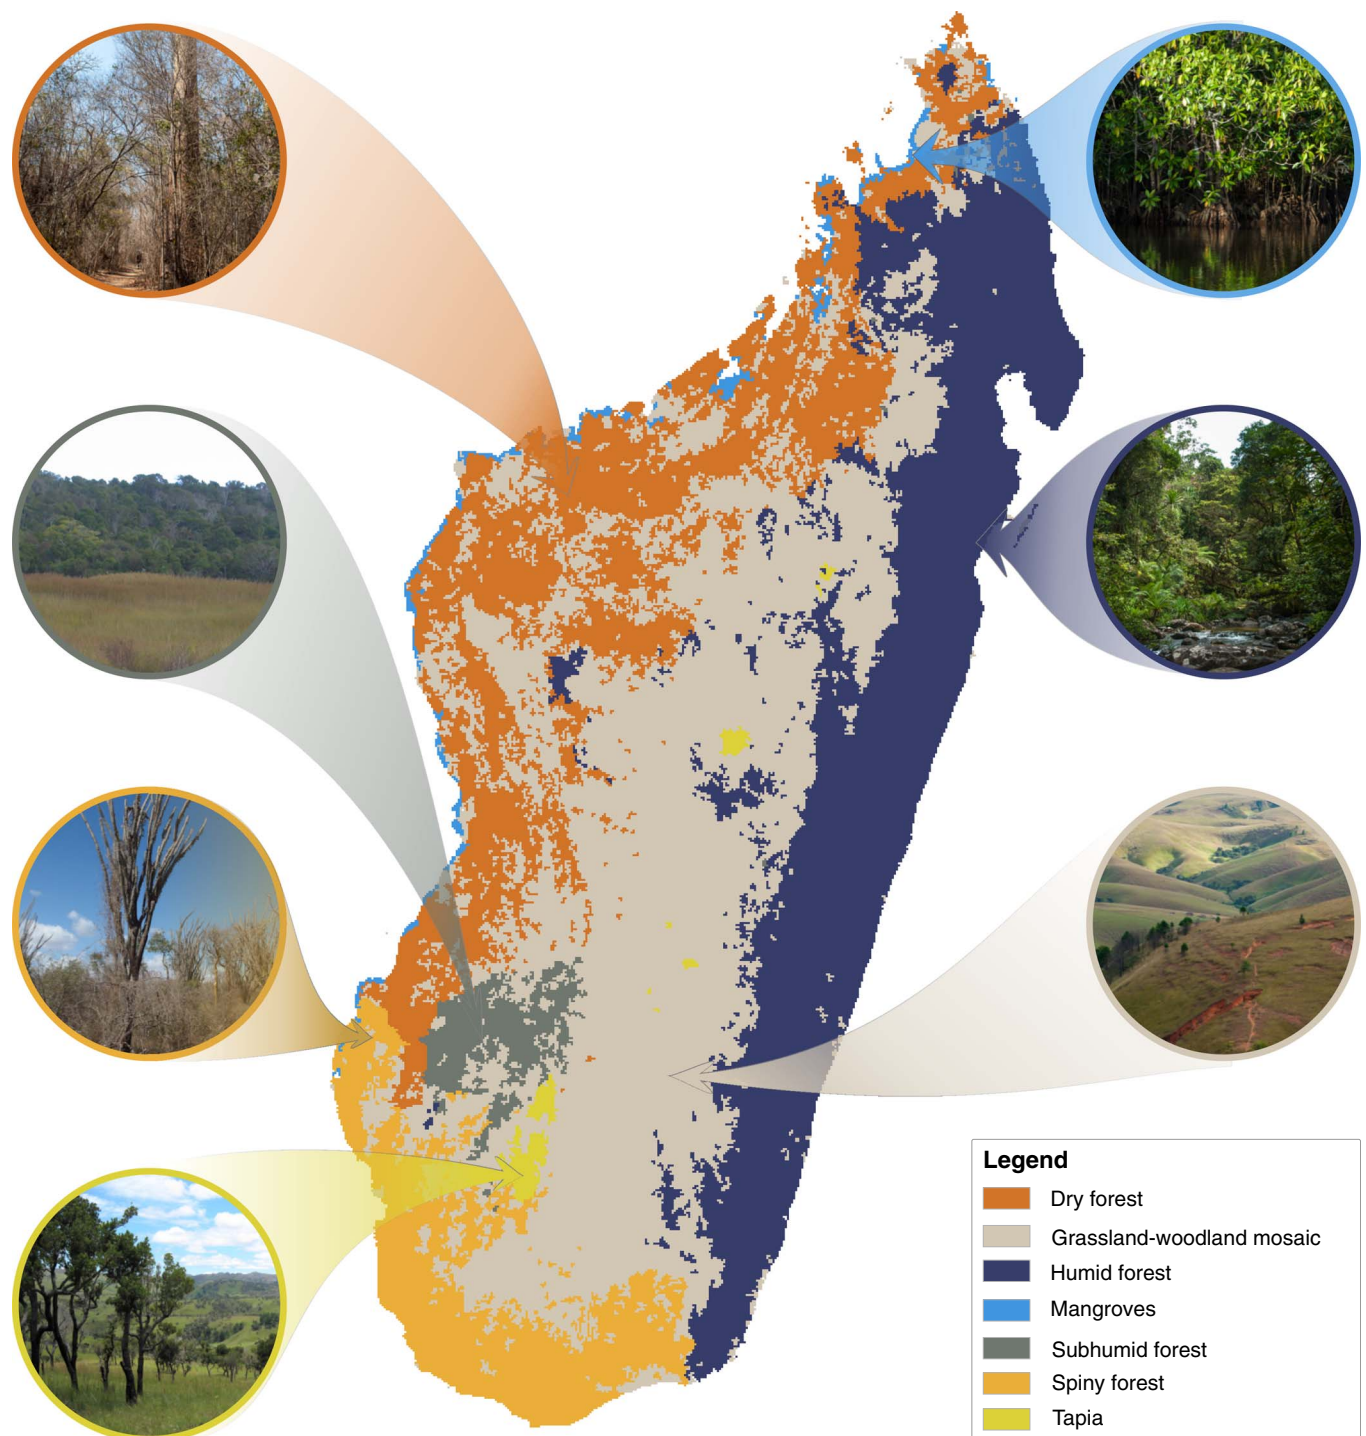 Legend
Dry forest
Grassland-woodland mosaic
Humid forest
Mangroves
Subhumid forest
Spiny forest
Tapia